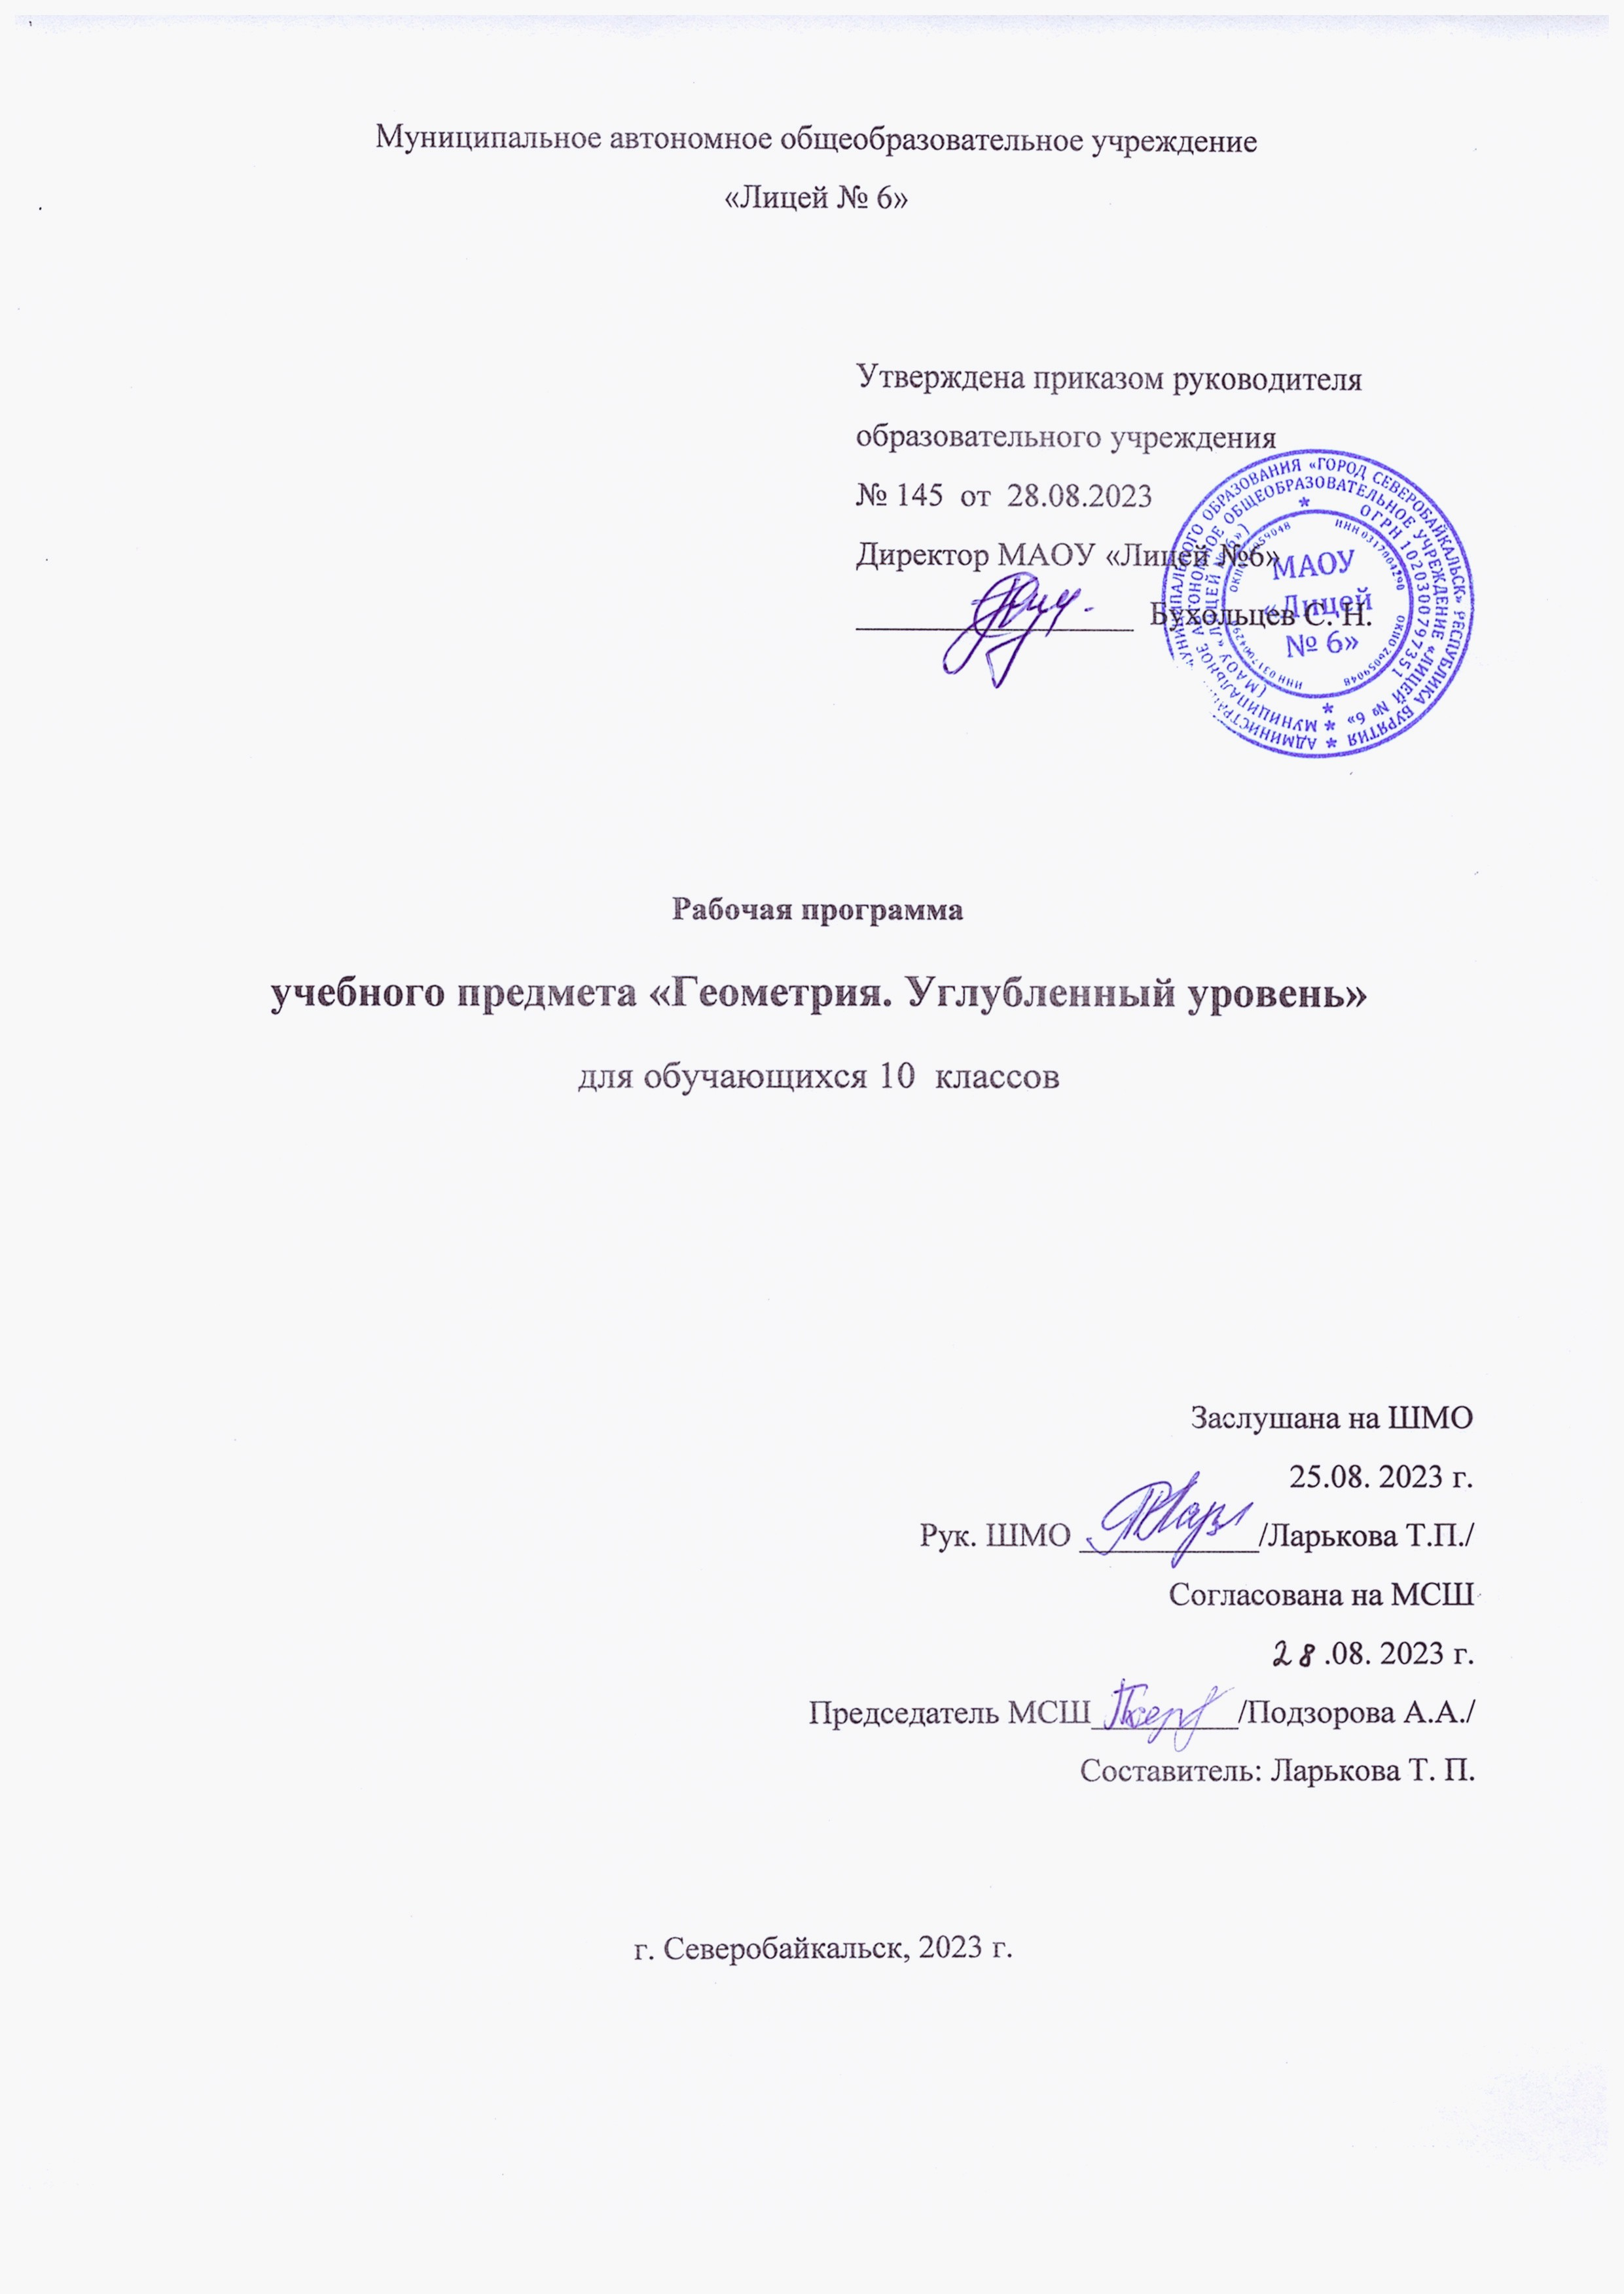 Муниципальное автономное общеобразовательное учреждение
«Лицей № 6»
Утверждена приказом руководителя
образовательного учреждения
№ 145 от 28.08.2023
Директор МАОУ «Лицей №6»
Бухольцев С. Н.
МАОУ
«Лицей
№ 6»
Рабочая программа
учебного предмета «Геометрия. Углубленный уровень»
для обучающихся 10 классов
Заслушана на ШМО
25.08. 2023 г.
Рук. ШМО ___________/Ларькова Т.П./
Согласована на МСШ
28.08. 2023 г.
Председатель МСШ_________/Подзорова А.А./
Составитель: Ларькова Т. П.
г. Северобайкальск, 2023 г.